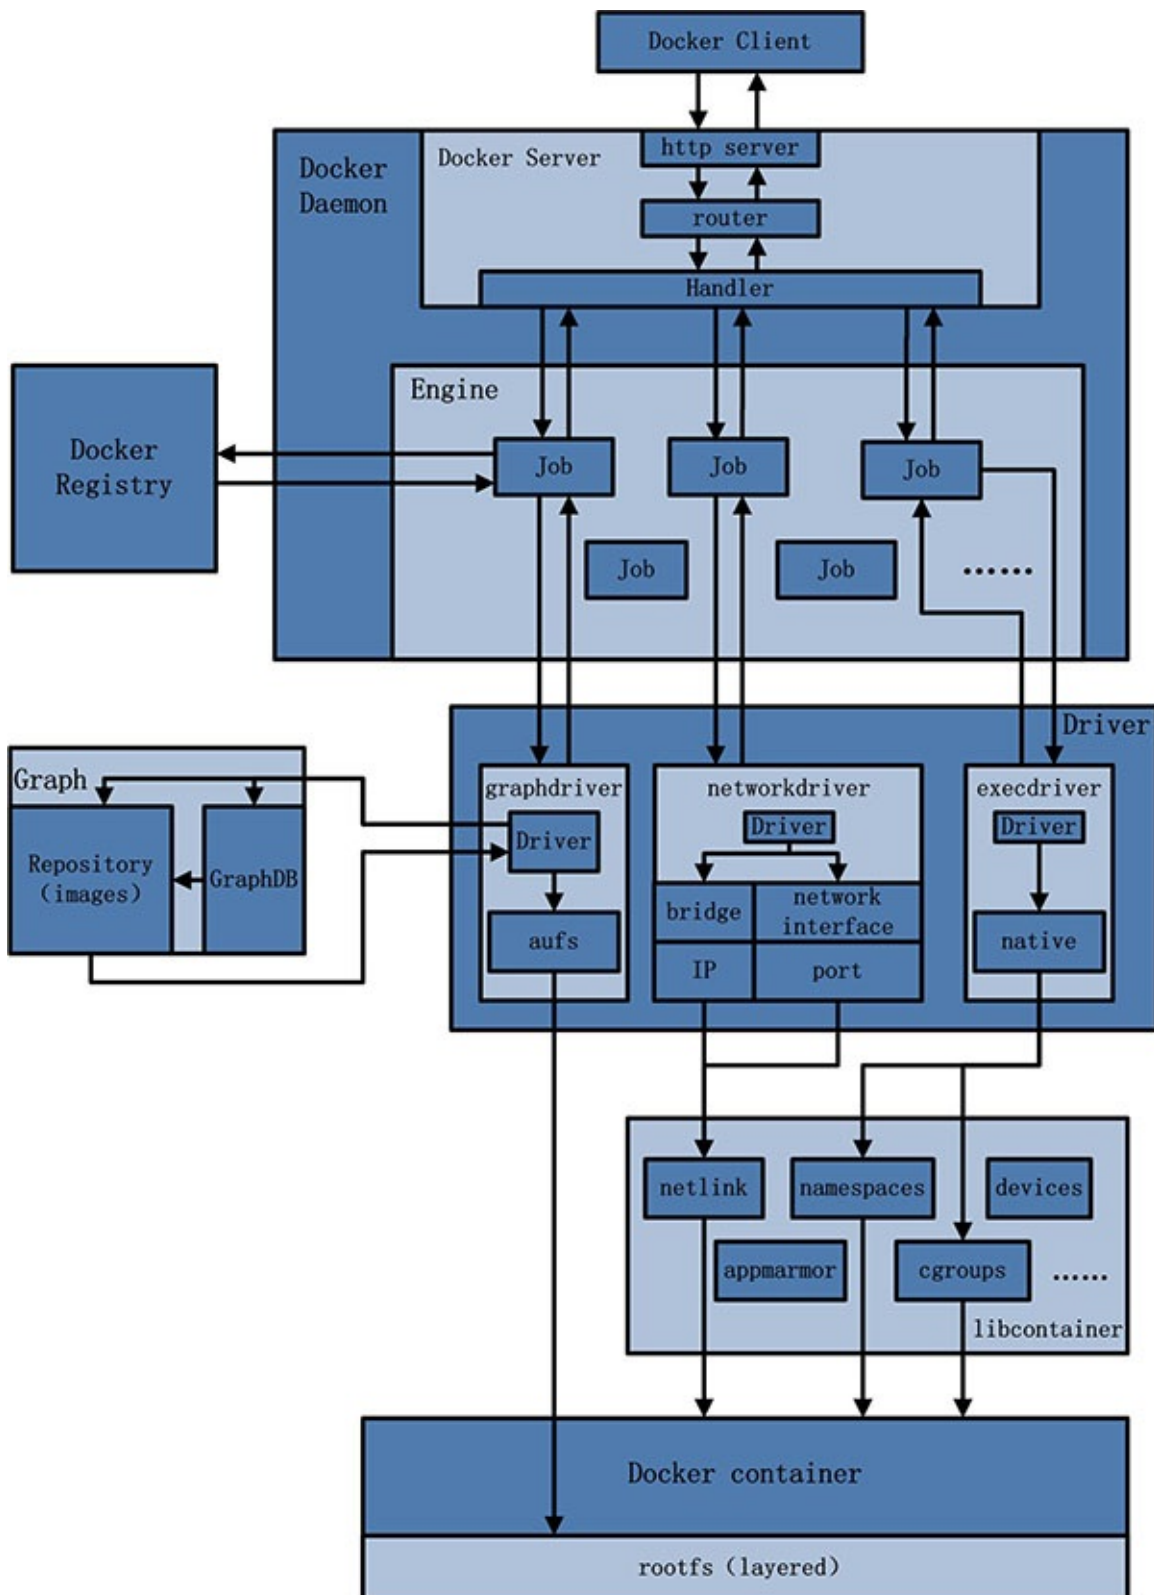 Docker Client
http server
Docker Server
Docker
Daemon
router
Handler
Engine
Docker
Registry
Job
Job
Job
Job
Job
......
Driver
Graph
graphdriver
networkdriver
execdriver
Driver
Driver
Driver
Repository
(images)
GraphDB
bridge
network
interface
aufs
native
IP
port
netlink
namespaces
devices
appmarmor
cgroups
......
libcontainer
Docker container
rootfs (layered)